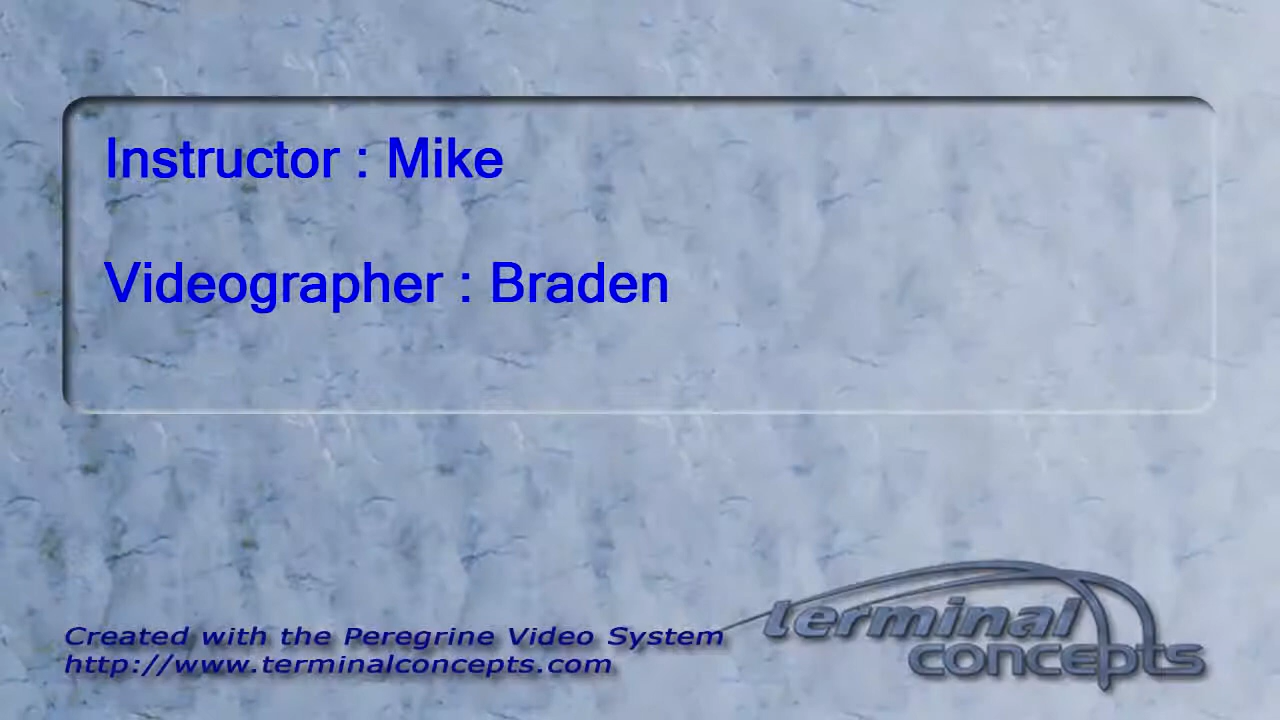 Instructor : Mike
Videographer : Braden
Created with the Peregrine Video System
http://www.terminalconcepts.com
terminal
concepts